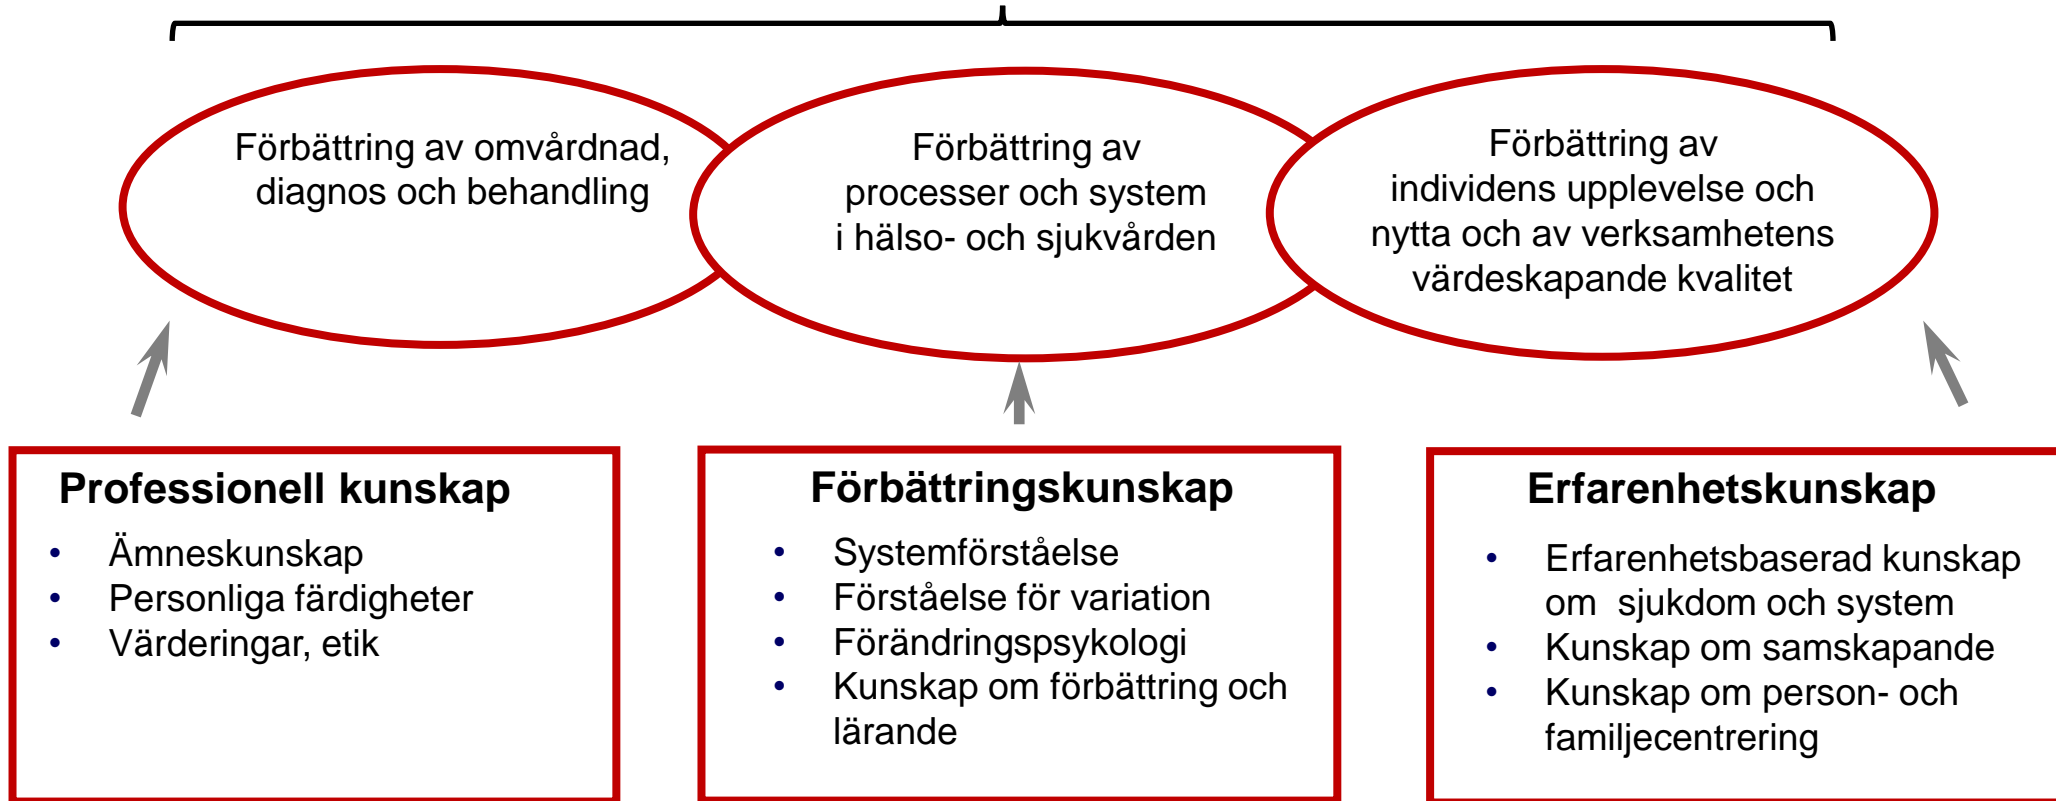 Förbättring av omvårdnad,
diagnos och behandling
Förbättring av
processer och system
i hälso- och sjukvården
Förbättring av
individens upplevelse och
nytta och av verksamhetens
värdeskapande kvalitet
Professionell kunskap
• Ämneskunskap
• Personliga färdigheter
• Värderingar, etik
Förbättringskunskap
• Systemförståelse
• Förståelse för variation
• Förändringspsykologi
• Kunskap om förbättring och
lärande
Erfarenhetskunskap
• Erfarenhetsbaserad kunskap
om  sjukdom och system
• Kunskap om samskapande
• Kunskap om person- och
familjecentrering